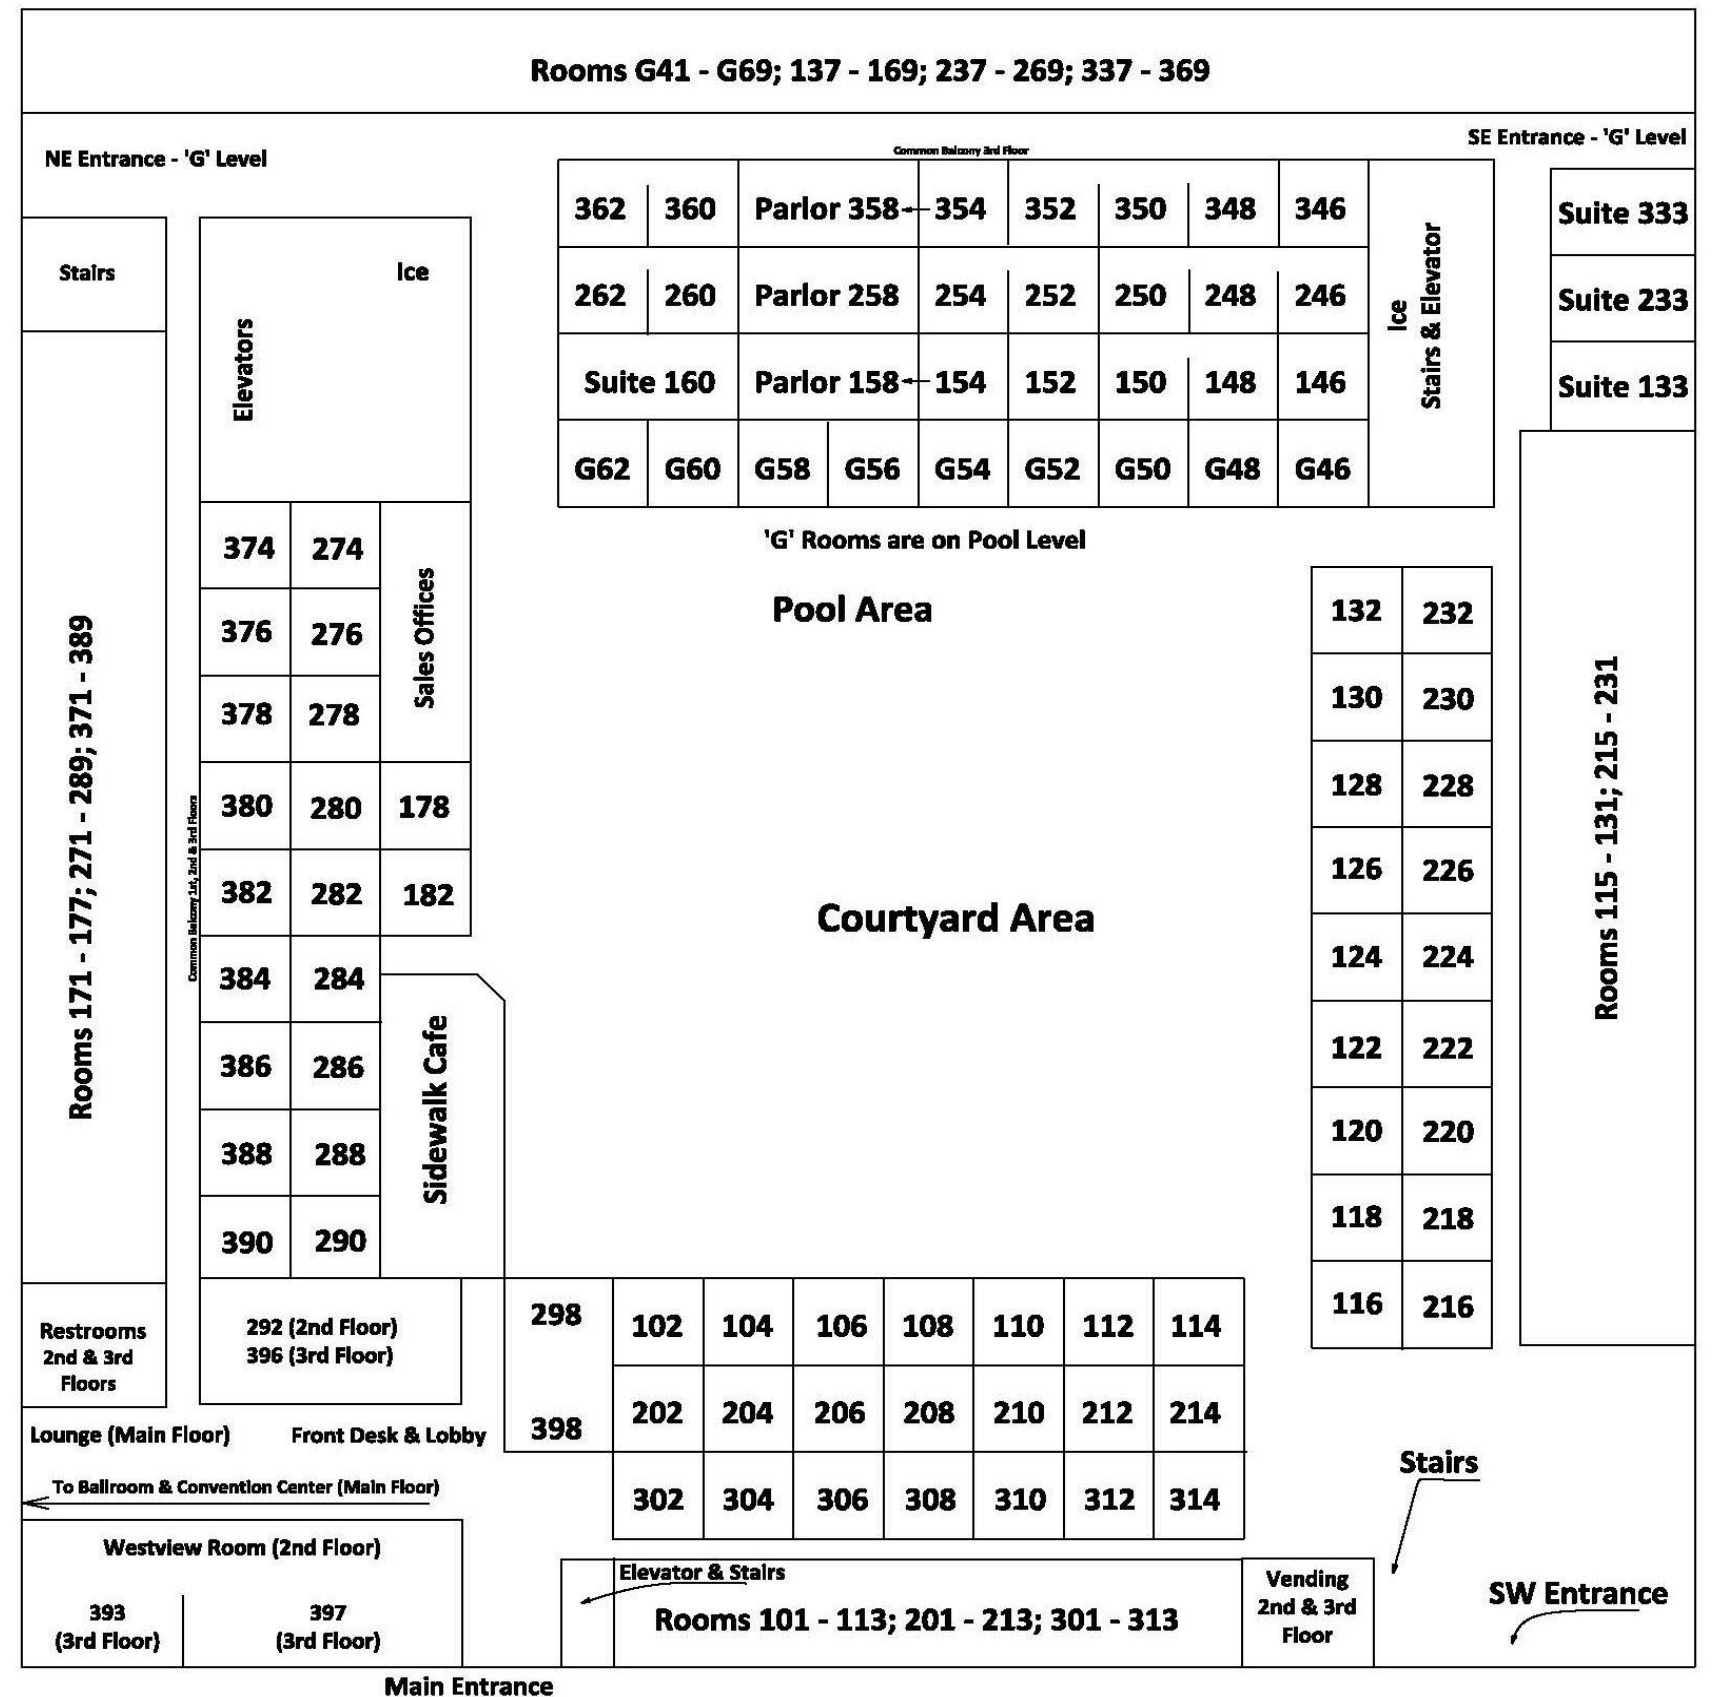 Rooms G41 - G69; 137 - 169; 237 - 269; 337 - 369
NE Entrance - 'G' Level
Common Balcony 3rd Floor
SE Entrance - 'G' Level
362 360 Parlor 358 354 352 350 348 346
262 260 Parlor 258 254 252 250 248 246
Suite 160 Parlor 158 154 152 150 148 146
G62 G60 G58 G56 G54 G52 G50 G48 G46
Ice
Stairs & Elevator
Suite 333
Suite 233
Suite 133
Stairs
Elevators
Ice
'G' Rooms are on Pool Level
Pool Area
Courtyard Area
Rooms 171 - 177; 271 - 289; 371 - 389
Common Balcony 1st, 2nd & 3rd Floors
374 274
376 276
378 278
Sales Offices
380 280 178
382 282 182
384 284
386 286
388 288
390 290
Sidewalk Cafe
132 232
130 230
128 228
126 226
124 224
122 222
120 220
118 218
116 216
Rooms 115 - 131; 215 - 231
Restrooms
2nd & 3rd
Floors
292 (2nd Floor)
396 (3rd Floor)
298
398
102 104 106 108 110 112 114
202 204 206 208 210 212 214
302 304 306 308 310 312 314
Lounge (Main Floor)
Front Desk & Lobby
To Ballroom & Convention Center (Main Floor)
Westview Room (2nd Floor)
393
(3rd Floor)
397
(3rd Floor)
Elevator & Stairs
Rooms 101 - 113; 201 - 213; 301 - 313
Vending
2nd & 3rd
Floor
Stairs
SW Entrance
Main Entrance